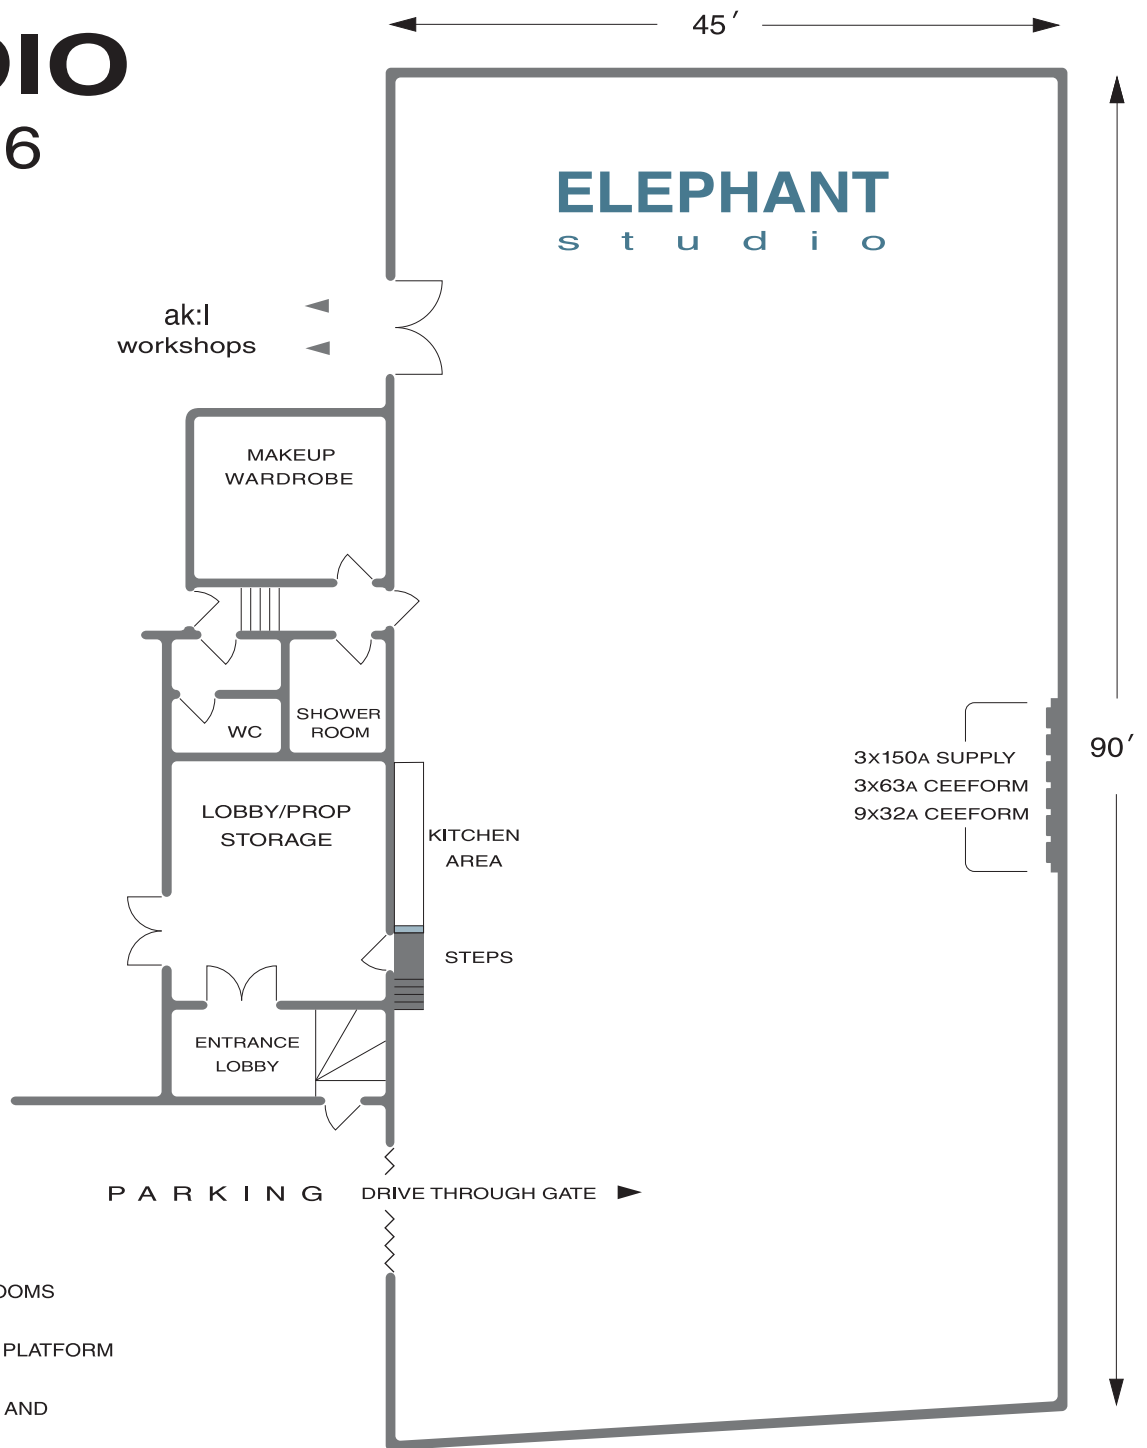 45′
DIO
6
ELEPHANT
studio
ak:l
workshops
MAKEUP
WARDROBE
WC
SHOWER
ROOM
3x150A SUPPLY
3x63A CEEFORM
9x32A CEEFORM
90′
LOBBY/PROP
STORAGE
KITCHEN
AREA
STEPS
ENTRANCE
LOBBY
PARKING
DRIVE THROUGH GATE
OOMS
PLATFORM
AND